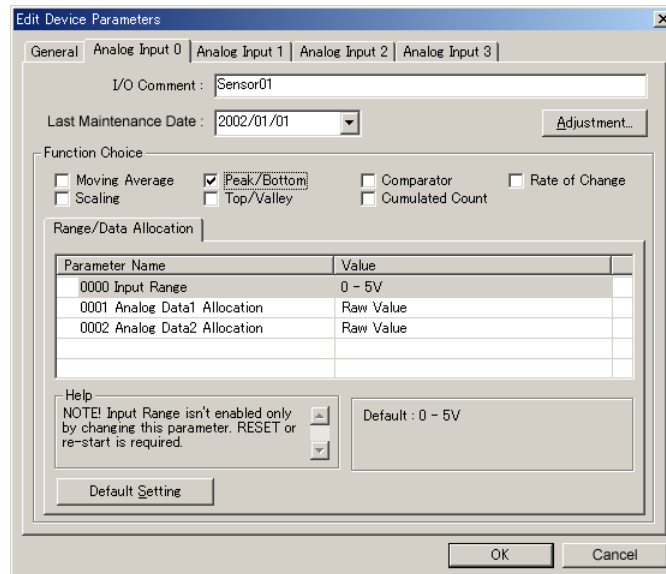 Edit Device Parameters
General Analog Input 0 Analog Input 1 Analog Input 2 Analog Input 3
I/O Comment : Sensor01
Last Maintenance Date : 2002/01/01 Adjustment...
Function Choice
Moving Average Peak/Bottom Comparator Rate of Change
Scaling Top/Valley Cumulated Count
Range/Data Allocation
Parameter Name Value
0000 Input Range 0 - 5V
0001 Analog Data1 Allocation Raw Value
0002 Analog Data2 Allocation Raw Value
Help
NOTE! Input Range isn't enabled only
by changing this parameter. RESET or
re-start is required.
Default : 0 - 5V
Default Setting
OK Cancel